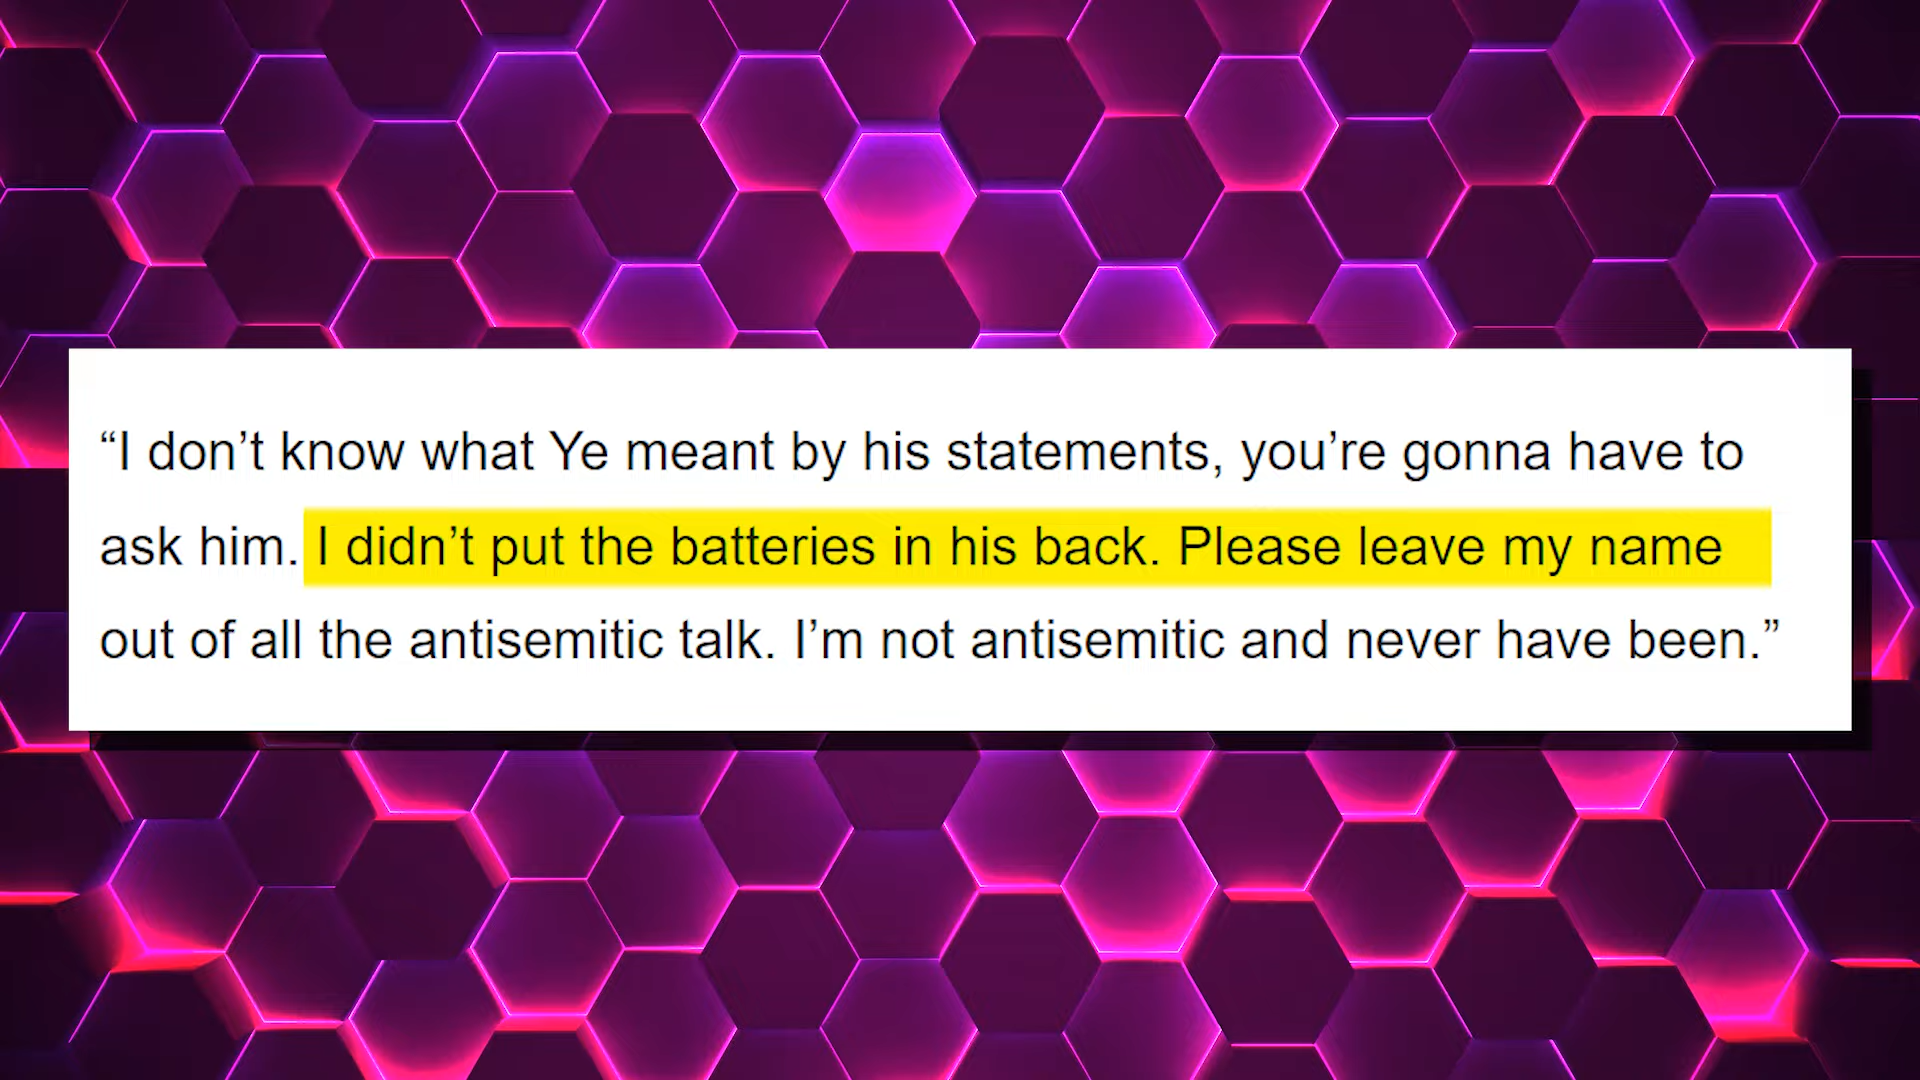 “I don’t know what Ye meant by his statements, you’re gonna have to
ask him. I didn’t put the batteries in his back. Please leave my name
out of all the antisemitic talk. I’m not antisemitic and never have been.”